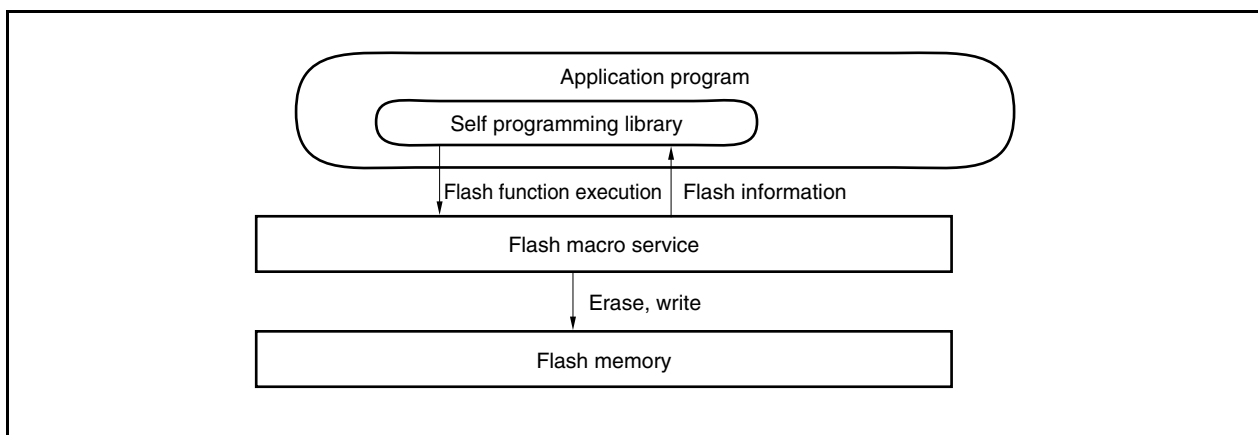 Application program
Self programming library
Flash function execution
Flash information
Flash macro service
Erase, write
Flash memory